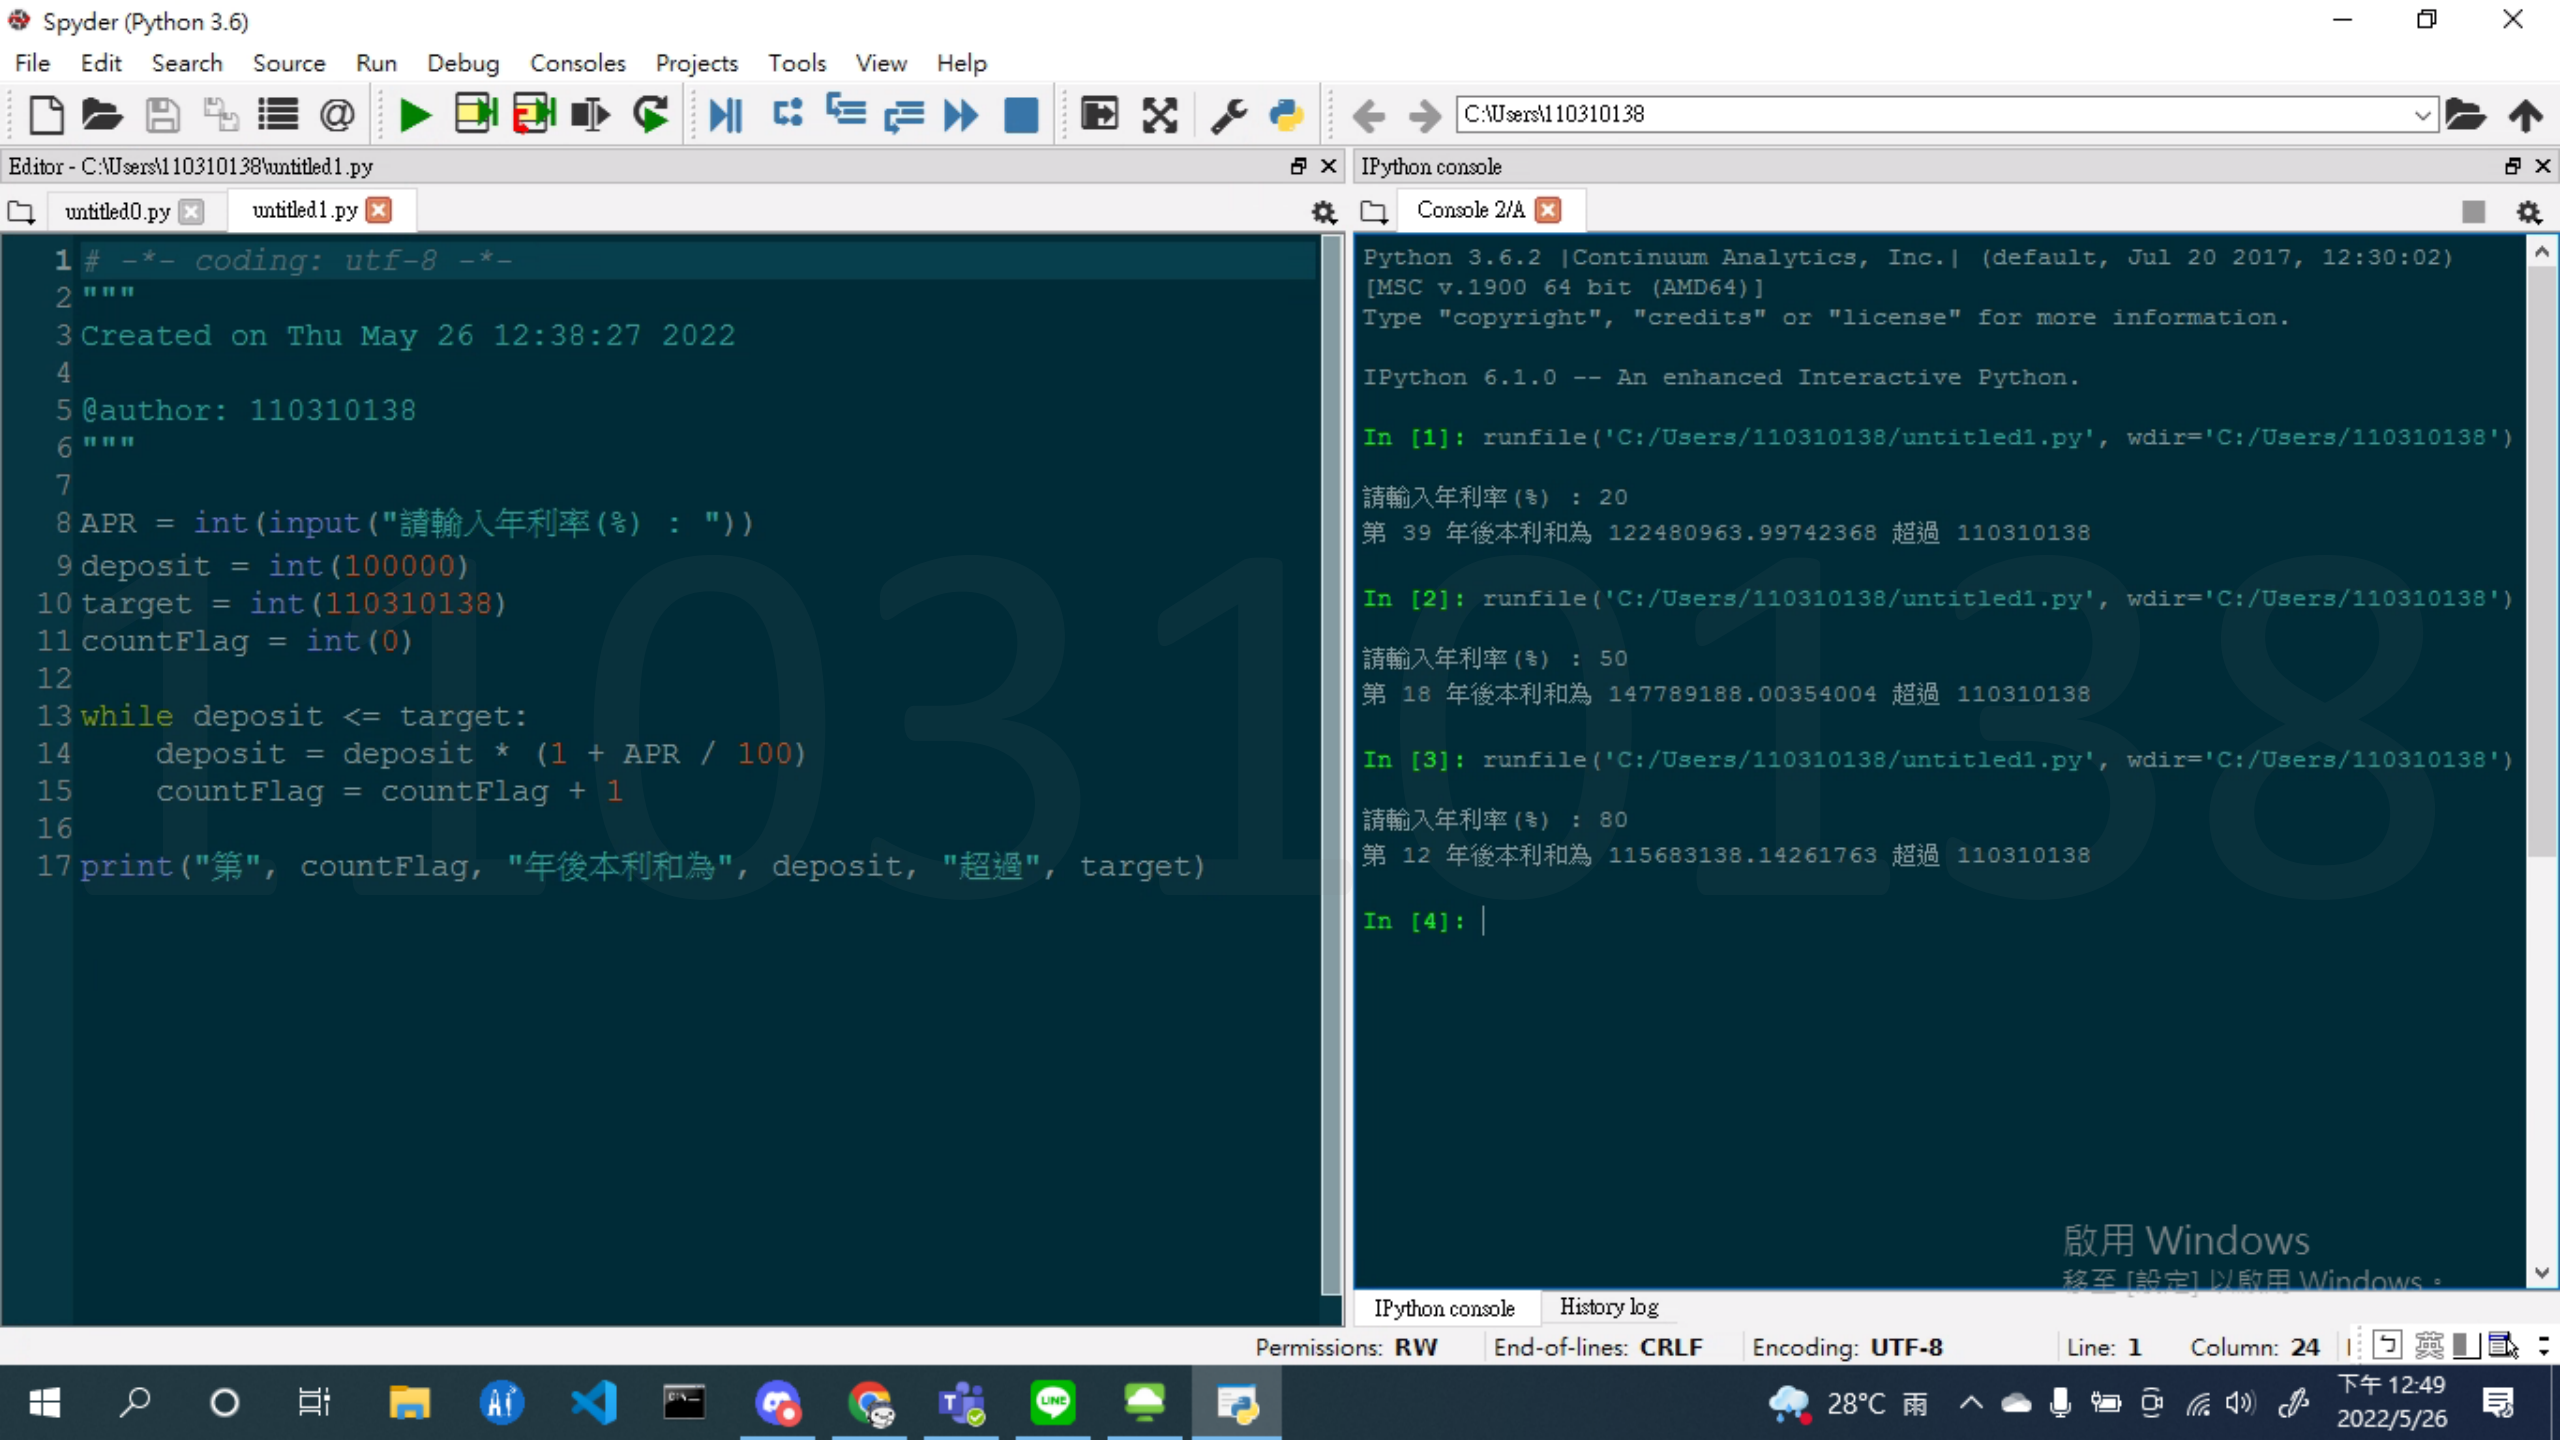 Spyder (Python 3.6)
File Edit Search Source Run Debug Consoles Projects Tools View Help
C:\Users\110310138
Editor - C:\Users\110310138\untitled1.py
untitled0.py untitled1.py
1 # -*- coding: utf-8 -*-
2 """
3 Created on Thu May 26 12:38:27 2022
4
5 @author: 110310138
6 """
7
8 APR = int(input("請輸入年利率(%) : "))
9 deposit = int(100000)
10 target = int(110310138)
11 countFlag = int(0)
12
13 while deposit <= target:
14     deposit = deposit * (1 + APR / 100)
15     countFlag = countFlag + 1
16
17 print("第", countFlag, "年後本利和為", deposit, "超過", target)
110310138
IPython console
Console 2/A
Python 3.6.2 |Continuum Analytics, Inc.| (default, Jul 20 2017, 12:30:02)
[MSC v.1900 64 bit (AMD64)]
Type "copyright", "credits" or "license" for more information.
IPython 6.1.0 -- An enhanced Interactive Python.
In [1]: runfile('C:/Users/110310138/untitled1.py', wdir='C:/Users/110310138')
請輸入年利率(%) : 20
第 39 年後本利和為 122480963.99742368 超過 110310138
In [2]: runfile('C:/Users/110310138/untitled1.py', wdir='C:/Users/110310138')
請輸入年利率(%) : 50
第 18 年後本利和為 147789188.00354004 超過 110310138
In [3]: runfile('C:/Users/110310138/untitled1.py', wdir='C:/Users/110310138')
請輸入年利率(%) : 80
第 12 年後本利和為 115683138.14261763 超過 110310138
In [4]:
啟用 Windows
移至 [設定] 以啟用 Windows。
IPython console History log
Permissions: RW End-of-lines: CRLF Encoding: UTF-8 Line: 1 Column: 24
ㄅ 英
28°C 雨
下午 12:49
2022/5/26